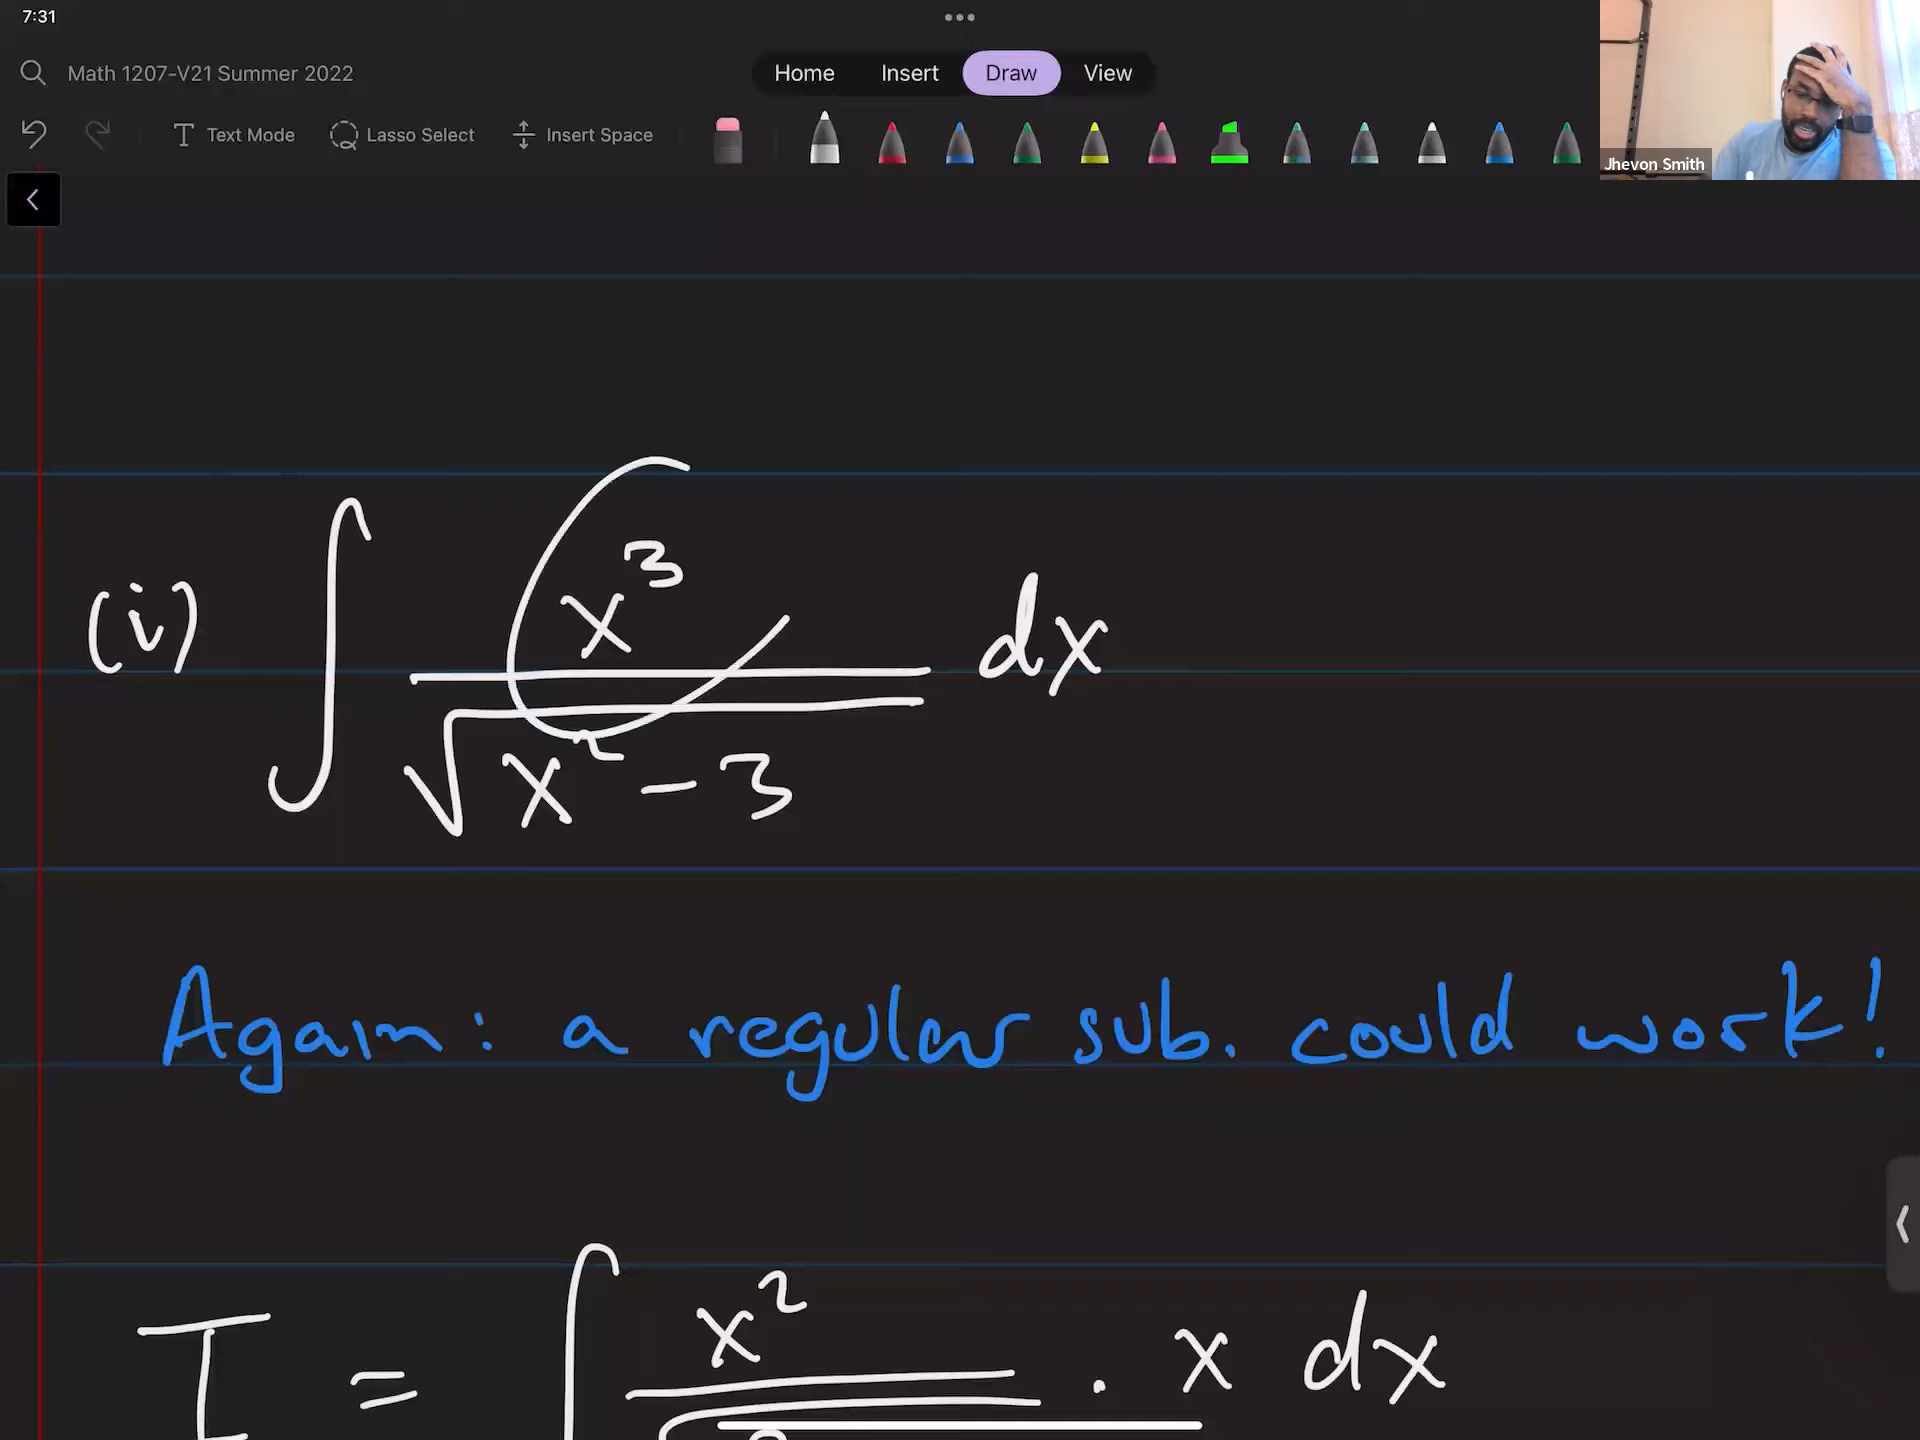 7:31
Math 1207-V21 Summer 2022
Home Insert Draw View
Text Mode Lasso Select Insert Space
Jhevon Smith
(i) ∫ x³ / √(x² - 3) dx
Again: a regular sub. could work!
I = ∫ x² / √ · x dx